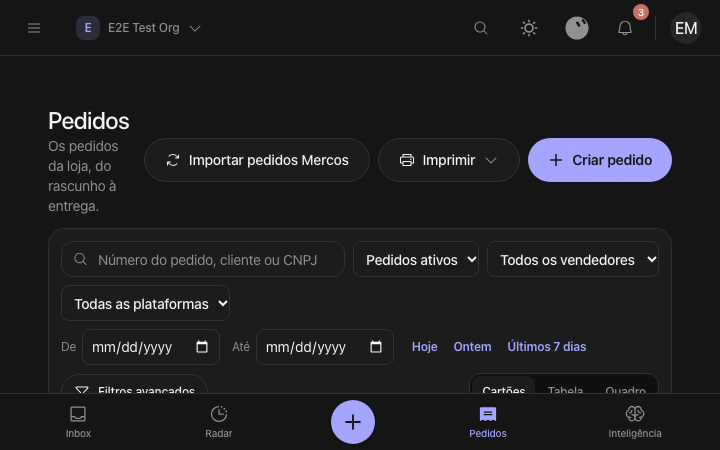 E E2E Test Org 3 EM
Pedidos
Os pedidos
da loja, do
rascunho à
entrega.
Importar pedidos Mercos Imprimir Criar pedido
Número do pedido, cliente ou CNPJ Pedidos ativos Todos os vendedores
Todas as plataformas
De mm/dd/yyyy Até mm/dd/yyyy Hoje Ontem Últimos 7 dias
Filtros avançados Cartões Tabela Quadro
Inbox Radar Pedidos Inteligência